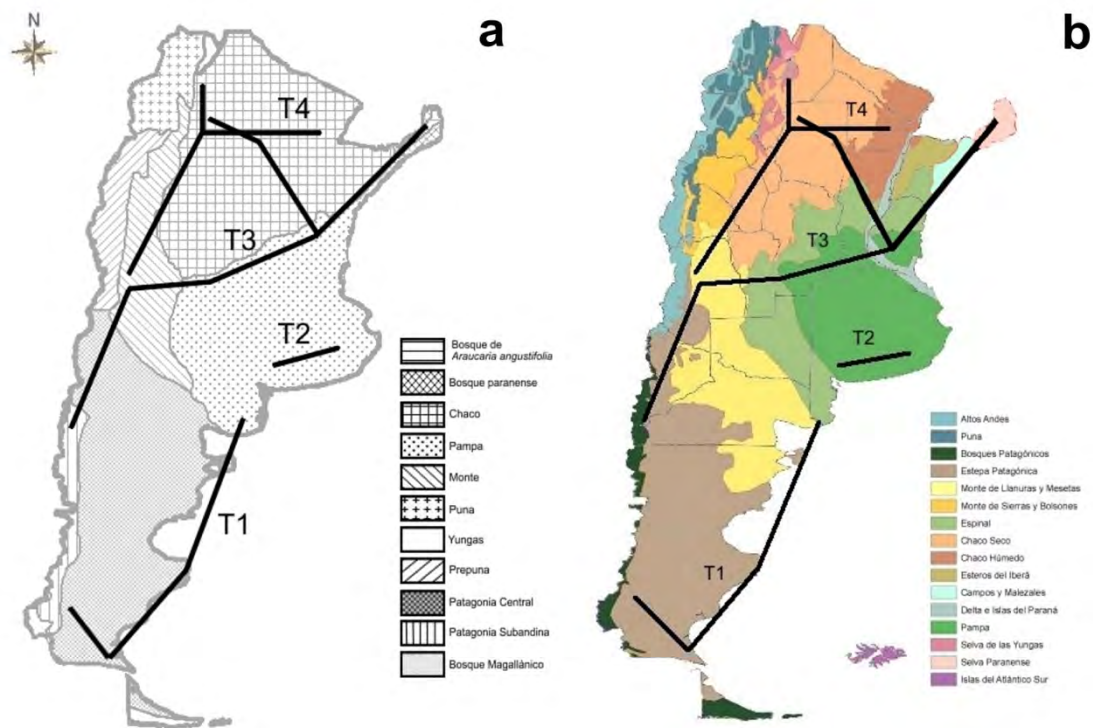 N
a
b
T4
T3
T2
T1
Bosque de
Araucaria angustifolia
Bosque paranense
Chaco
Pampa
Monte
Puna
Yungas
Prepuna
Patagonia Central
Patagonia Subandina
Bosque Magallánico
T4
T3
T2
T1
Altos Andes
Puna
Bosques Patagónicos
Estepa Patagónica
Monte de Llanuras y Mesetas
Monte de Sierras y Bolsones
Espinal
Chaco Seco
Chaco Húmedo
Esteros del Iberá
Campos y Malezales
Delta e Islas del Paraná
Pampa
Selva de las Yungas
Selva Paranense
Islas del Atlántico Sur